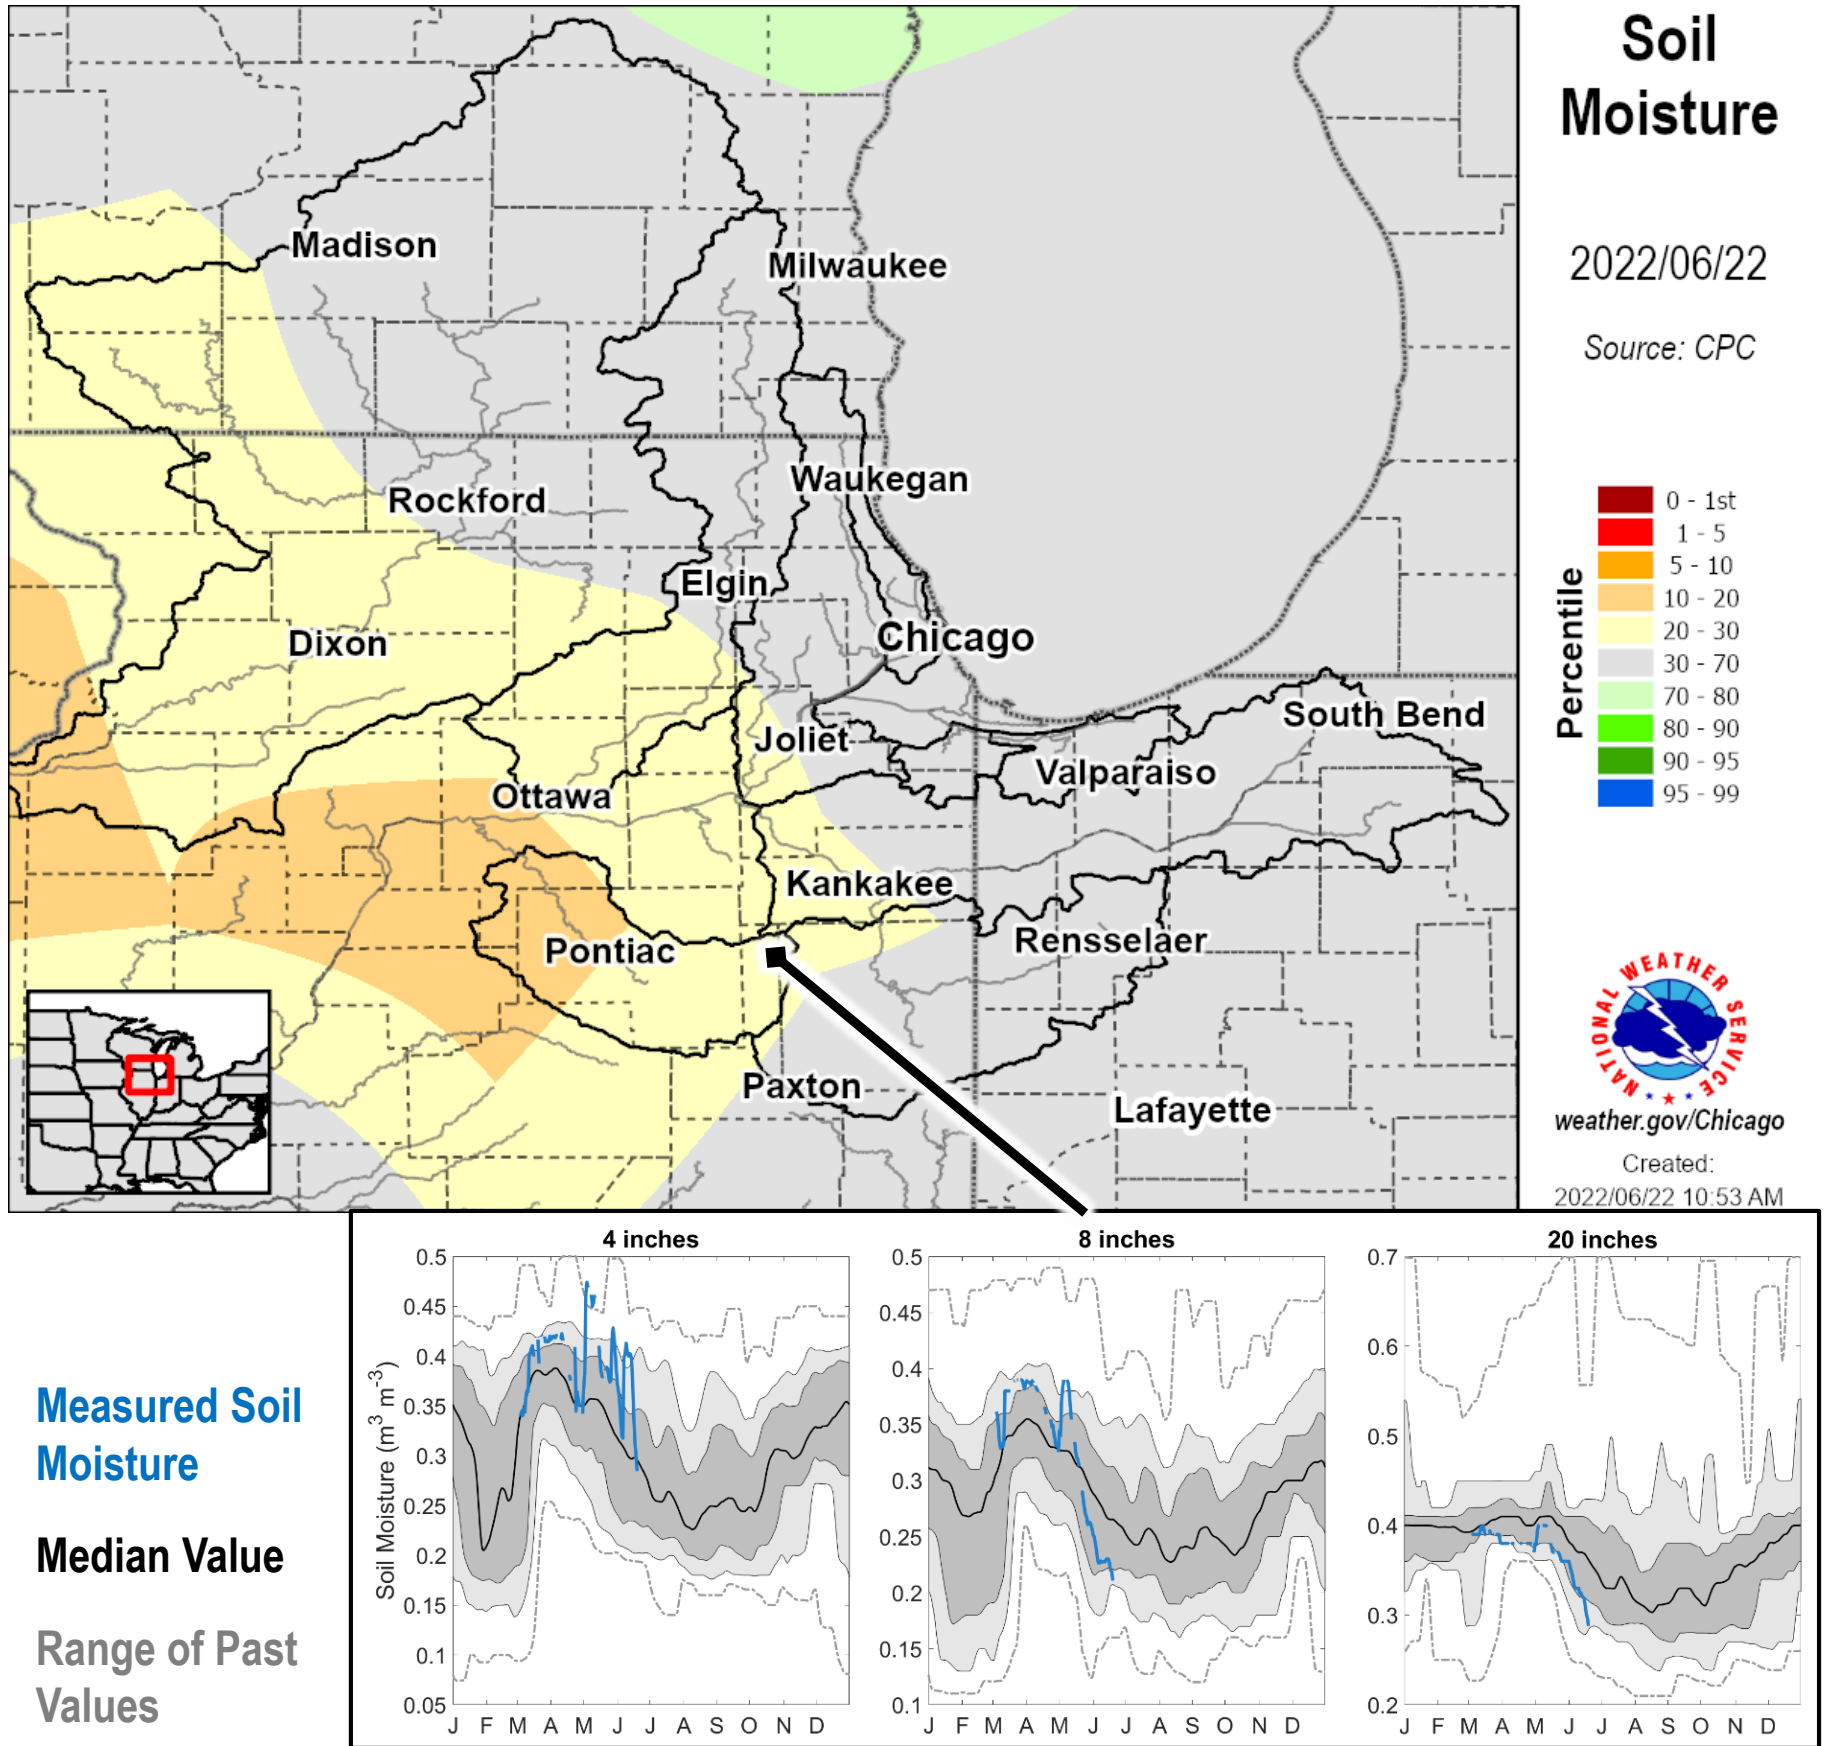 Soil
Moisture
2022/06/22
Source: CPC
Madison
Milwaukee
Waukegan
Rockford
Elgin
Chicago
Dixon
South Bend
Joliet
Valparaiso
Ottawa
Kankakee
Rensselaer
Pontiac
Paxton
Lafayette
Percentile
0 - 1st
1 - 5
5 - 10
10 - 20
20 - 30
30 - 70
70 - 80
80 - 90
90 - 95
95 - 99
NATIONAL WEATHER SERVICE
weather.gov/Chicago
Created:
2022/06/22 10:53 AM
Measured Soil
Moisture
Median Value
Range of Past
Values
4 inches
Soil Moisture (m³ m⁻³)
0.5
0.45
0.4
0.35
0.3
0.25
0.2
0.15
0.1
0.05
J F M A M J J A S O N D
8 inches
0.5
0.45
0.4
0.35
0.3
0.25
0.2
0.15
0.1
J F M A M J J A S O N D
20 inches
0.7
0.6
0.5
0.4
0.3
0.2
J F M A M J J A S O N D